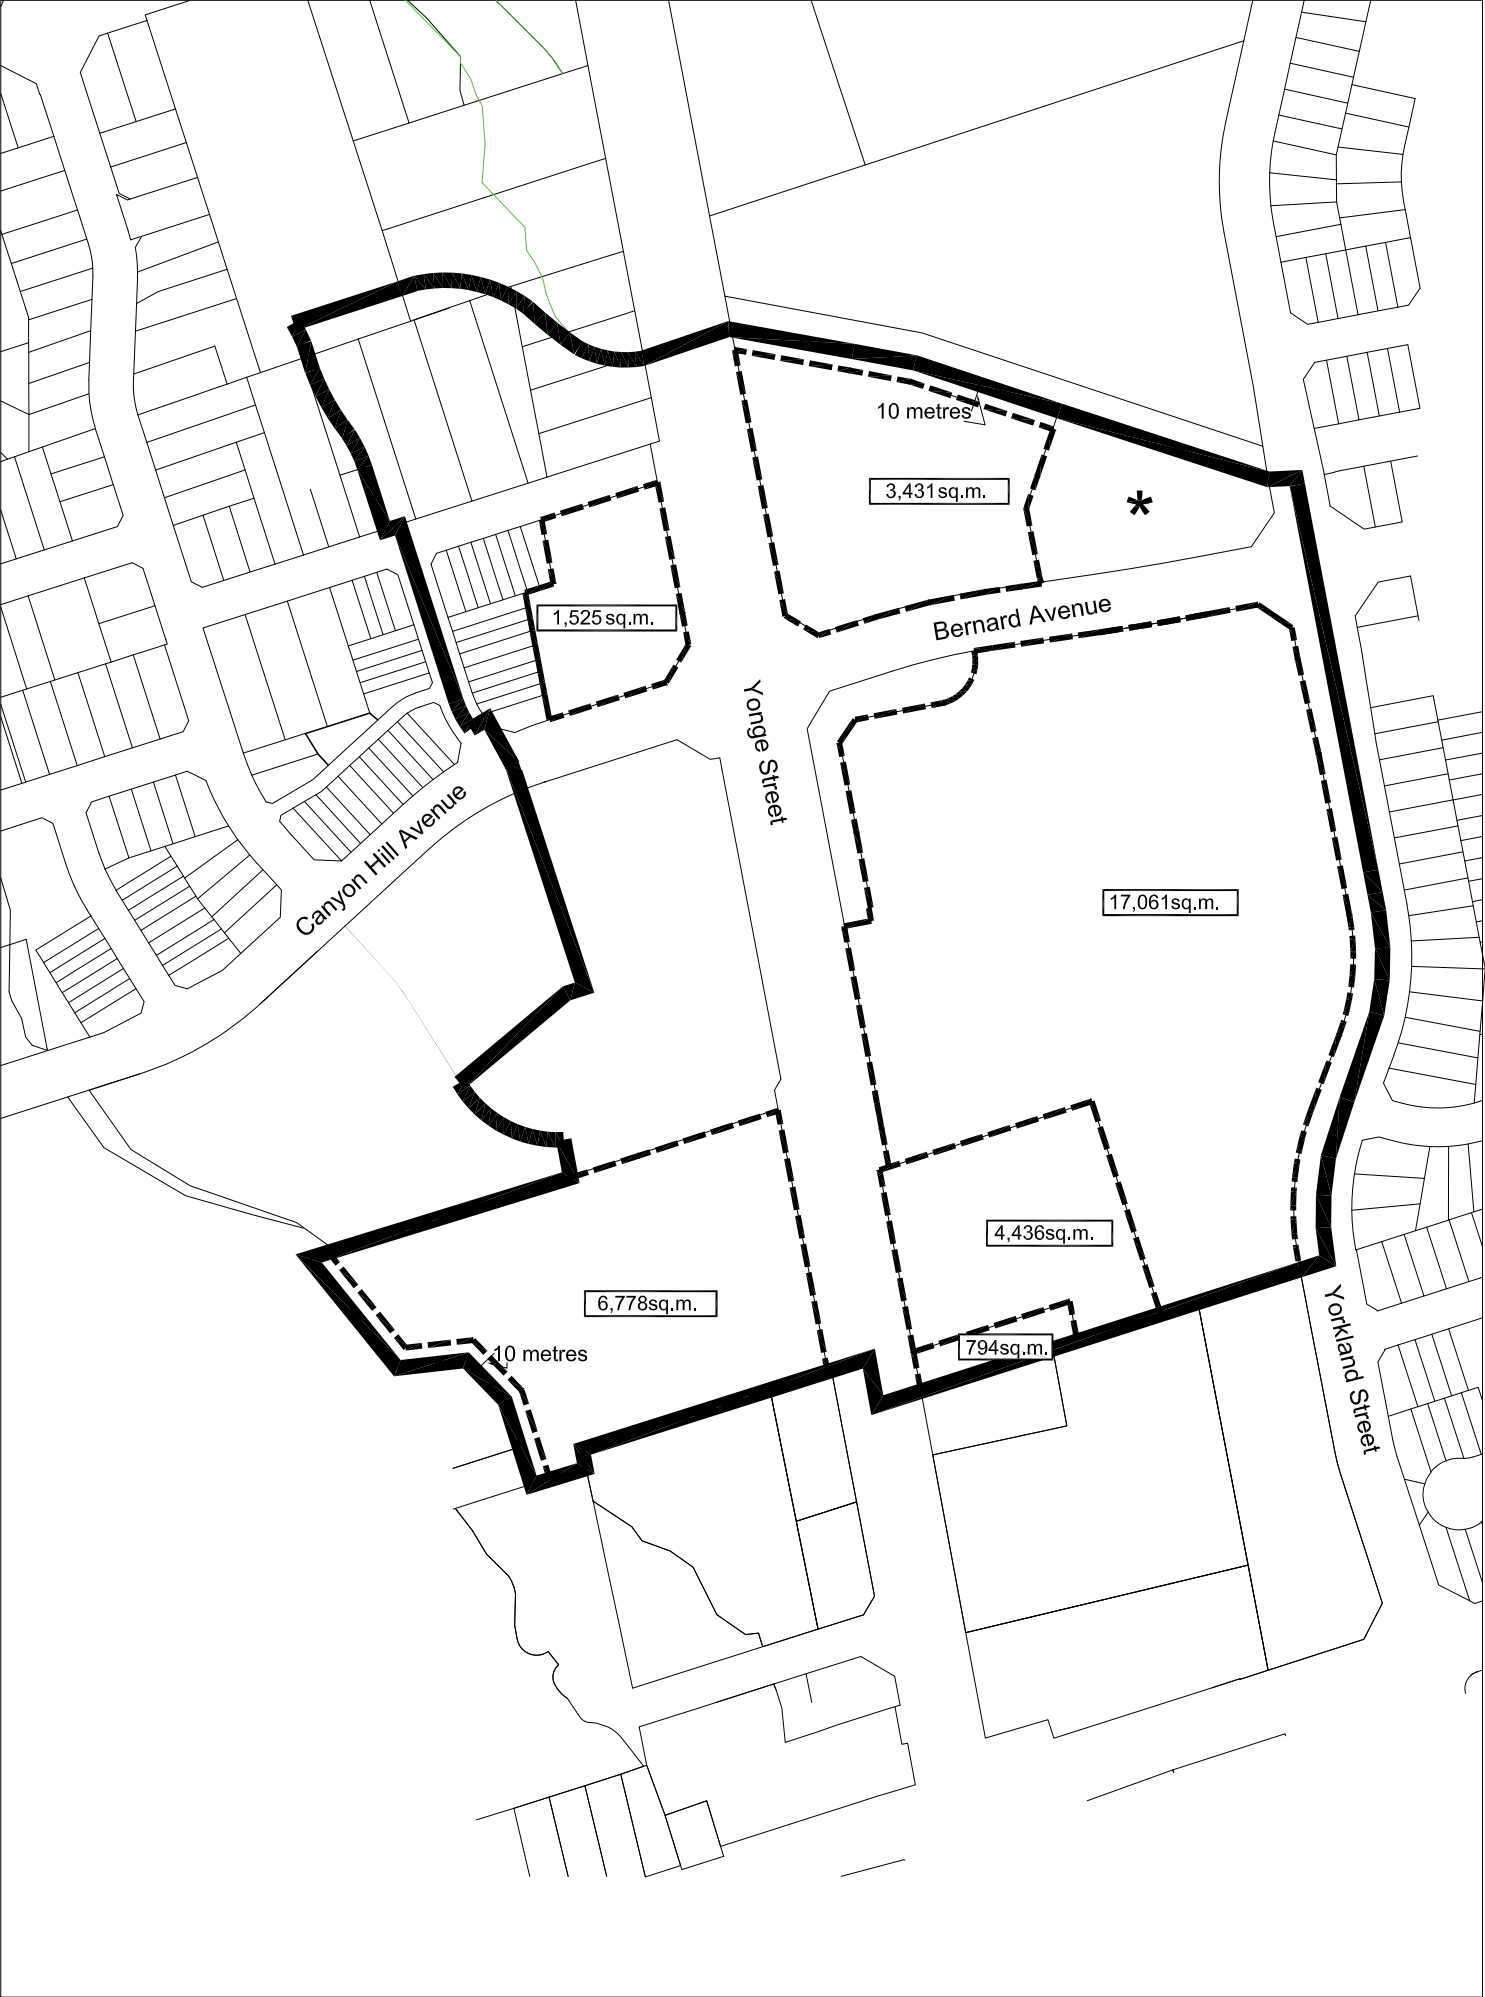 10 metres
3,431sq.m.
*
1,525sq.m.
Bernard Avenue
Yonge Street
Canyon Hill Avenue
17,061sq.m.
4,436sq.m.
6,778sq.m.
794sq.m.
10 metres
Yorkland Street